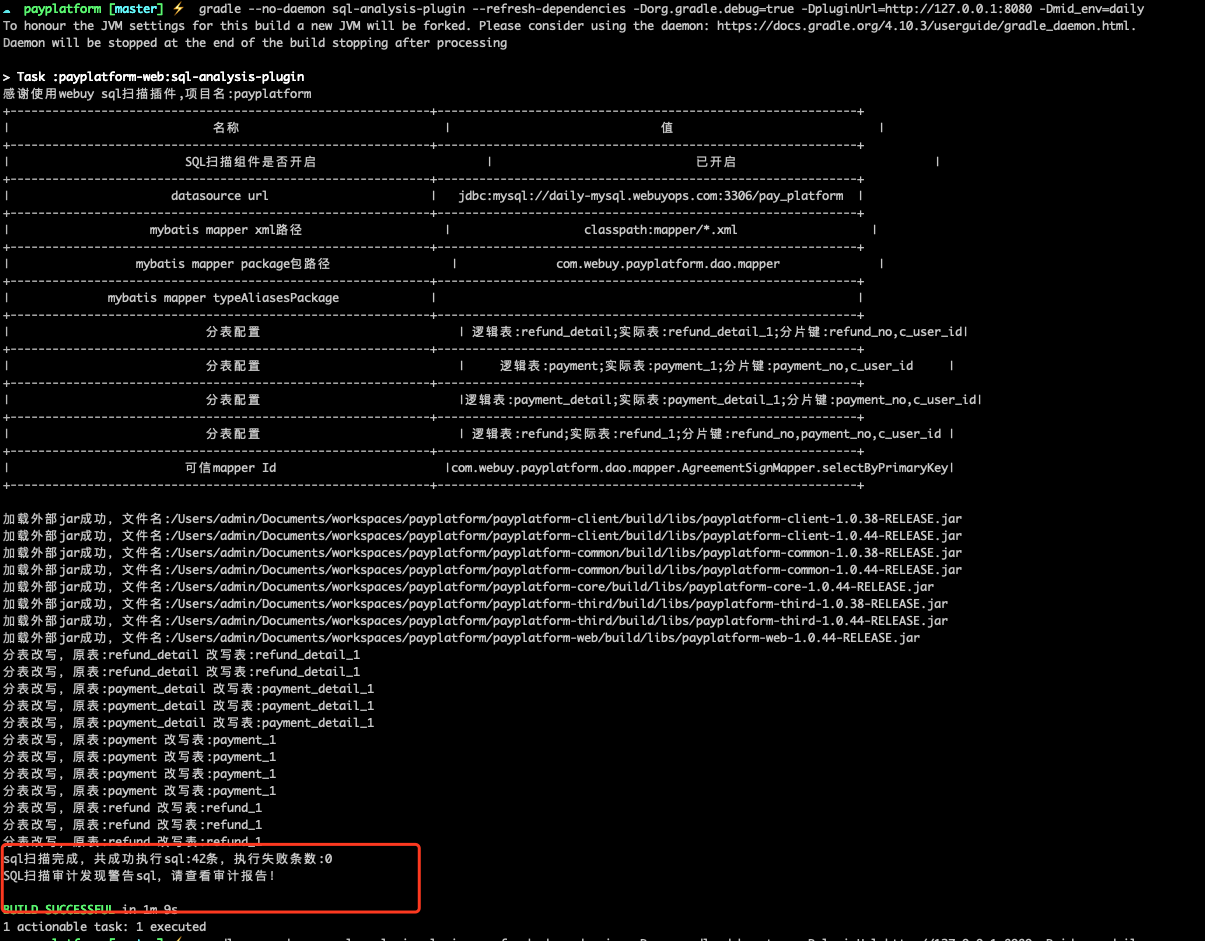 payplatform [master] ⚡ gradle --no-daemon sql-analysis-plugin --refresh-dependencies -Dorg.gradle.debug=true -DpluginUrl=http://127.0.0.1:8080 -Dmid_env=daily
To honour the JVM settings for this build a new JVM will be forked. Please consider using the daemon: https://docs.gradle.org/4.10.3/userguide/gradle_daemon.html.
Daemon will be stopped at the end of the build stopping after processing
> Task :payplatform-web:sql-analysis-plugin
感谢使用webuy sql扫描插件,项目名:payplatform
| 名称 | 值 |
| SQL扫描组件是否开启 | 已开启 |
| datasource url | jdbc:mysql://daily-mysql.webuyops.com:3306/pay_platform |
| mybatis mapper xml路径 | classpath:mapper/*.xml |
| mybatis mapper package包路径 | com.webuy.payplatform.dao.mapper |
| mybatis mapper typeAliasesPackage | |
| 分表配置 | 逻辑表:refund_detail;实际表:refund_detail_1;分片键:refund_no,c_user_id|
| 分表配置 | 逻辑表:payment;实际表:payment_1;分片键:payment_no,c_user_id |
| 分表配置 |逻辑表:payment_detail;实际表:payment_detail_1;分片键:payment_no,c_user_id|
| 分表配置 | 逻辑表:refund;实际表:refund_1;分片键:refund_no,payment_no,c_user_id |
| 可信mapper Id |com.webuy.payplatform.dao.mapper.AgreementSignMapper.selectByPrimaryKey|
加载外部jar成功, 文件名:/Users/admin/Documents/workspaces/payplatform/payplatform-client/build/libs/payplatform-client-1.0.38-RELEASE.jar
加载外部jar成功, 文件名:/Users/admin/Documents/workspaces/payplatform/payplatform-client/build/libs/payplatform-client-1.0.44-RELEASE.jar
加载外部jar成功, 文件名:/Users/admin/Documents/workspaces/payplatform/payplatform-common/build/libs/payplatform-common-1.0.38-RELEASE.jar
加载外部jar成功, 文件名:/Users/admin/Documents/workspaces/payplatform/payplatform-common/build/libs/payplatform-common-1.0.44-RELEASE.jar
加载外部jar成功, 文件名:/Users/admin/Documents/workspaces/payplatform/payplatform-core/build/libs/payplatform-core-1.0.44-RELEASE.jar
加载外部jar成功, 文件名:/Users/admin/Documents/workspaces/payplatform/payplatform-third/build/libs/payplatform-third-1.0.38-RELEASE.jar
加载外部jar成功, 文件名:/Users/admin/Documents/workspaces/payplatform/payplatform-third/build/libs/payplatform-third-1.0.44-RELEASE.jar
加载外部jar成功, 文件名:/Users/admin/Documents/workspaces/payplatform/payplatform-web/build/libs/payplatform-web-1.0.44-RELEASE.jar
分表改写, 原表:refund_detail 改写表:refund_detail_1
分表改写, 原表:refund_detail 改写表:refund_detail_1
分表改写, 原表:payment_detail 改写表:payment_detail_1
分表改写, 原表:payment_detail 改写表:payment_detail_1
分表改写, 原表:payment_detail 改写表:payment_detail_1
分表改写, 原表:payment 改写表:payment_1
分表改写, 原表:payment 改写表:payment_1
分表改写, 原表:payment 改写表:payment_1
分表改写, 原表:payment 改写表:payment_1
分表改写, 原表:refund 改写表:refund_1
分表改写, 原表:refund 改写表:refund_1
分表改写, 原表:refund 改写表:refund_1
sql扫描完成, 共成功执行sql:42条, 执行失败条数:0
SQL扫描审计发现警告sql, 请查看审计报告!
BUILD SUCCESSFUL in 1m 9s
1 actionable task: 1 executed